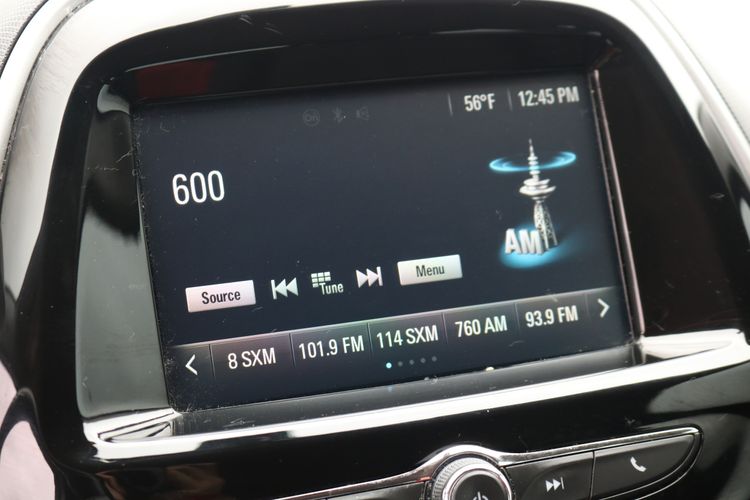 56°F 12:45 PM
600
AM
Source Tune Menu
8 SXM 101.9 FM 114 SXM 760 AM 93.9 FM